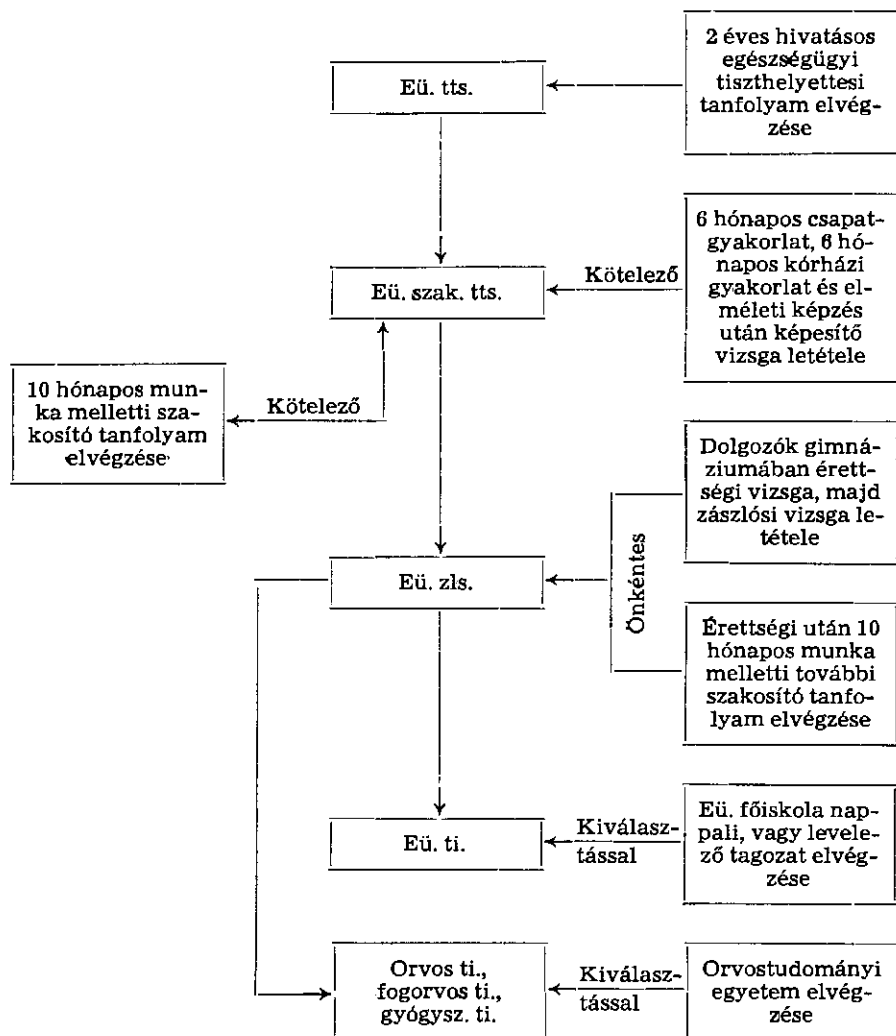 2 éves hivatásos
egészségügyi
tiszthelyettesi
tanfolyam elvég-
zése
Eü. tts.
6 hónapos csapat-
gyakorlat, 6 hó-
napos kórházi
gyakorlat és el-
méleti képzés
után képesítő
vizsga letétele
Kötelező
Eü. szak. tts.
10 hónapos mun-
ka melletti sza-
kosító tanfolyam
elvégzése
Kötelező
Dolgozók gimná-
ziumában érett-
ségi vizsga, majd
zászlósi vizsga le-
tétele
Önkéntes
Eü. zls.
Érettségi után 10
hónapos munka
melletti további
szakosító tanfo-
lyam elvégzése
Eü. ti.
Kiválasz-
tással
Eü. főiskola nap-
pali, vagy levele-
ző tagozat elvég-
zése
Orvos ti.,
fogorvos ti.,
gyógysz. ti.
Kiválasz-
tással
Orvostudományi
egyetem elvég-
zése